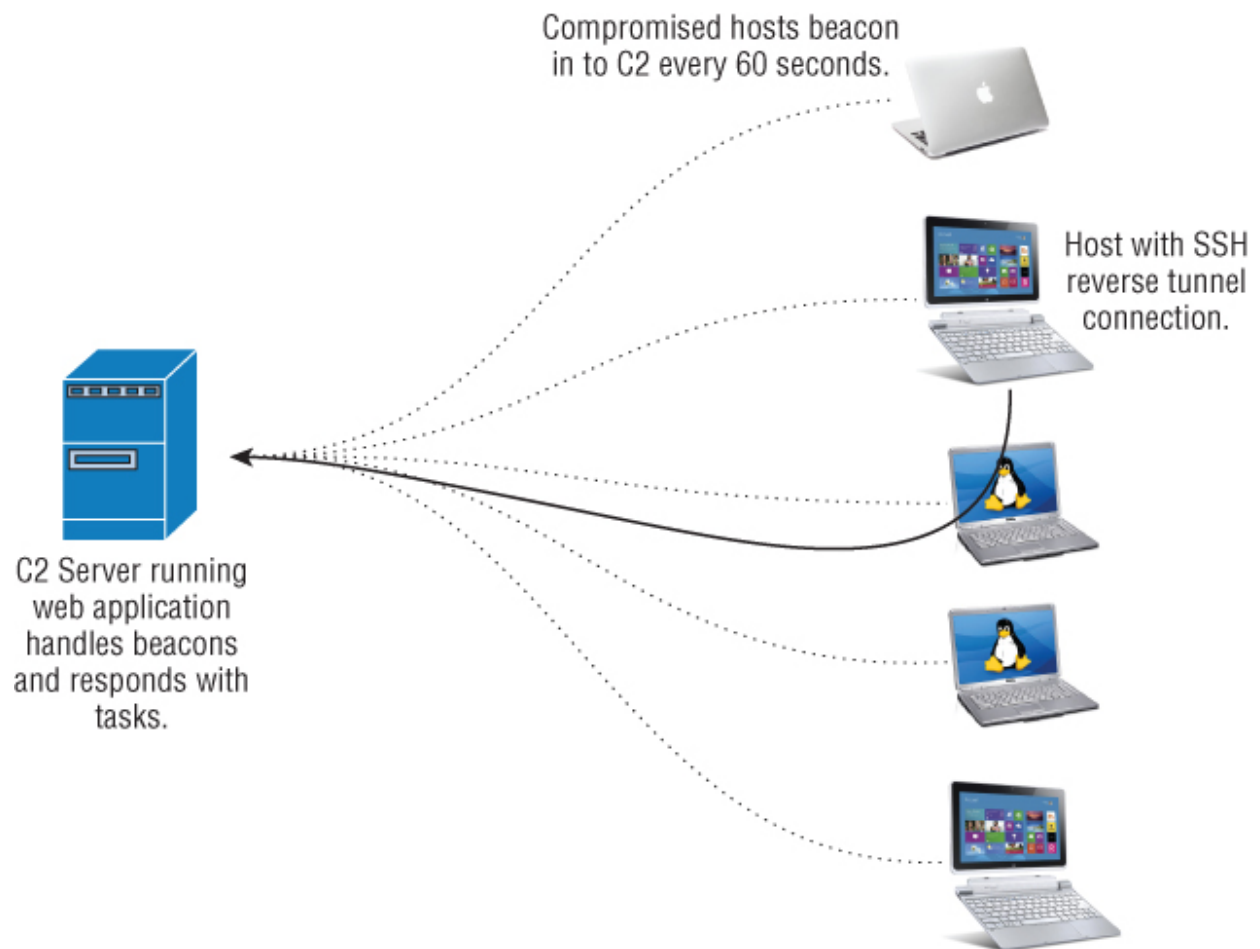 Compromised hosts beacon
in to C2 every 60 seconds.
Host with SSH
reverse tunnel
connection.
C2 Server running
web application
handles beacons
and responds with
tasks.